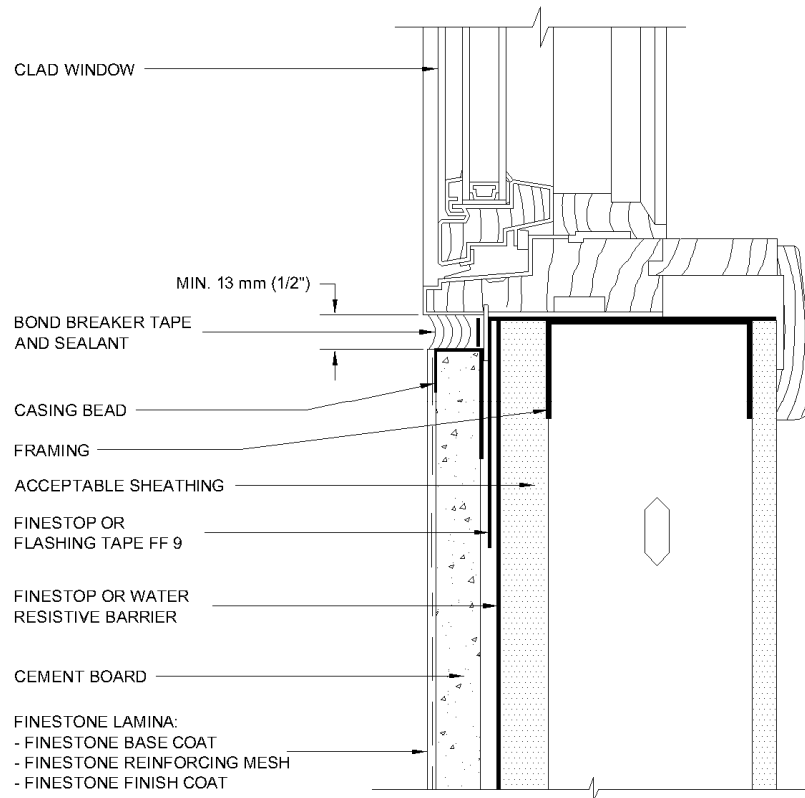 CLAD WINDOW
MIN. 13 mm (1/2")
BOND BREAKER TAPE
AND SEALANT
CASING BEAD
FRAMING
ACCEPTABLE SHEATHING
FINESTOP OR
FLASHING TAPE FF 9
FINESTOP OR WATER
RESISTIVE BARRIER
CEMENT BOARD
FINESTONE LAMINA:
- FINESTONE BASE COAT
- FINESTONE REINFORCING MESH
- FINESTONE FINISH COAT